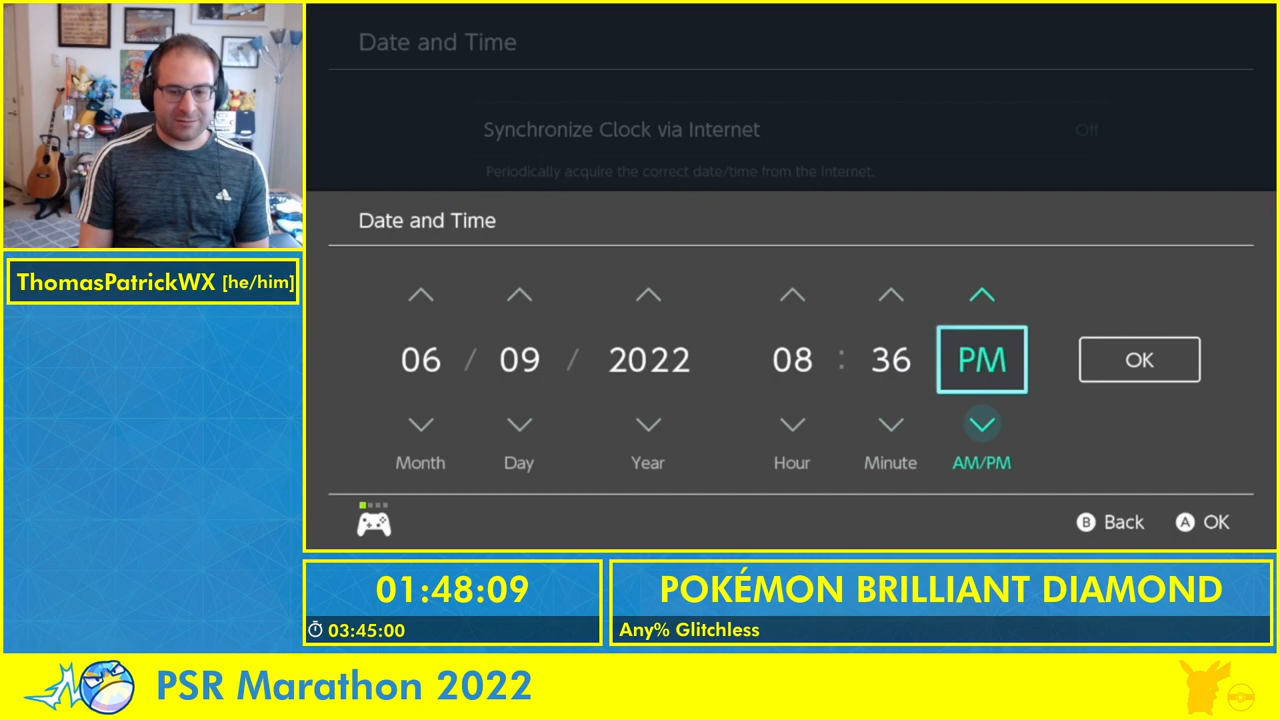 Date and Time
Synchronize Clock via Internet Off
Periodically acquire the correct date/time from the Internet.
Date and Time
06 / 09 / 2022 08 : 36 PM OK
Month Day Year Hour Minute AM/PM
B Back A OK
ThomasPatrickWX [he/him]
01:48:09
03:45:00
POKÉMON BRILLIANT DIAMOND
Any% Glitchless
PSR Marathon 2022